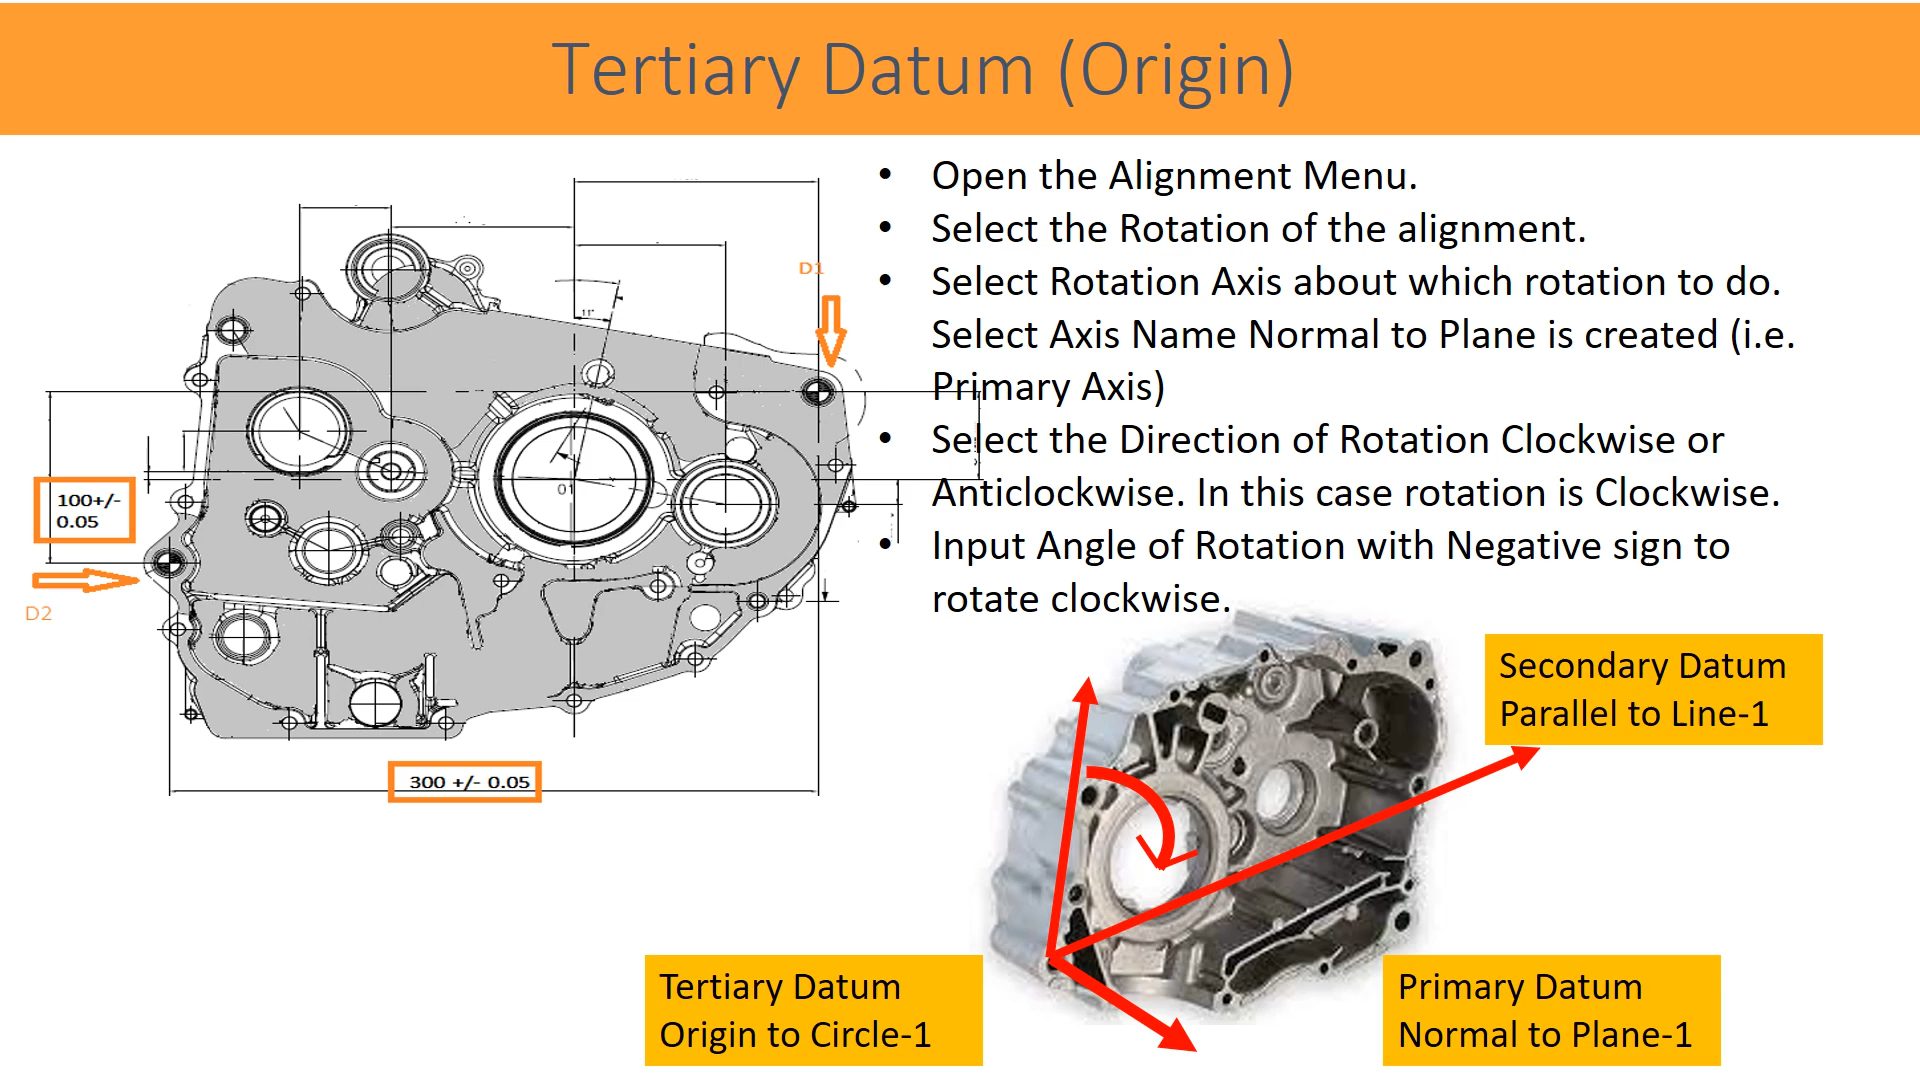 Tertiary Datum (Origin)
• Open the Alignment Menu.
• Select the Rotation of the alignment.
• Select Rotation Axis about which rotation to do.
Select Axis Name Normal to Plane is created (i.e.
Primary Axis)
• Select the Direction of Rotation Clockwise or
Anticlockwise. In this case rotation is Clockwise.
• Input Angle of Rotation with Negative sign to
rotate clockwise.
D1
11°
01
100+/-
0.05
D2
300 +/- 0.05
Secondary Datum
Parallel to Line-1
Tertiary Datum
Origin to Circle-1
Primary Datum
Normal to Plane-1